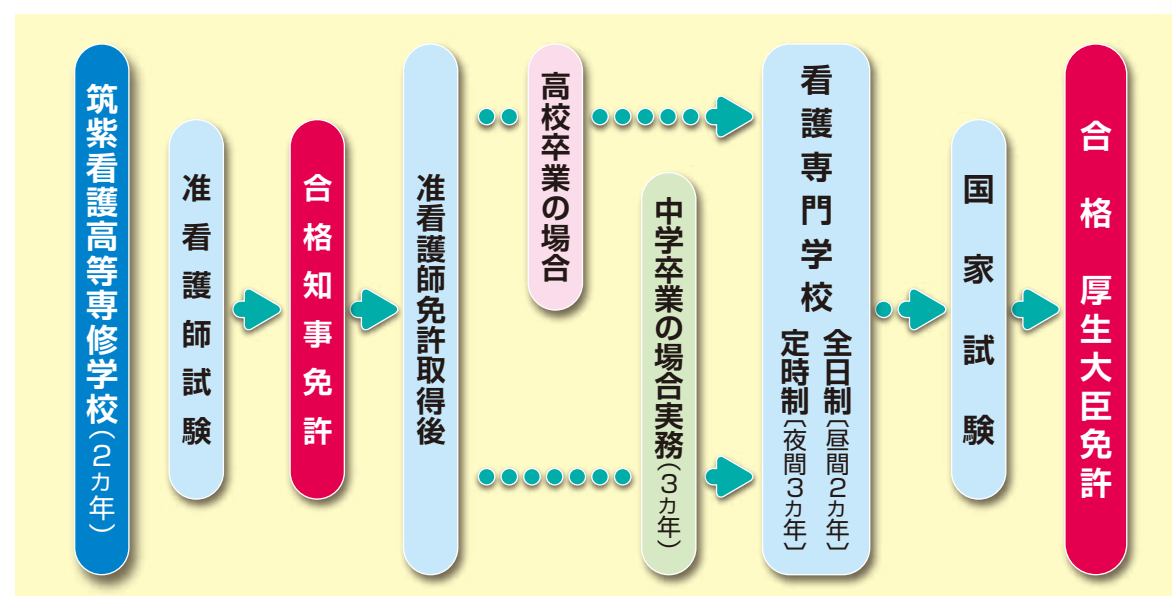 筑紫看護高等専修学校(2カ年)
准看護師試験
合格知事免許
准看護師免許取得後
高校卒業の場合
中学卒業の場合実務(3カ年)
看護専門学校
全日制〔昼間2カ年〕
定時制〔夜間3カ年〕
国家試験
合格 厚生大臣免許